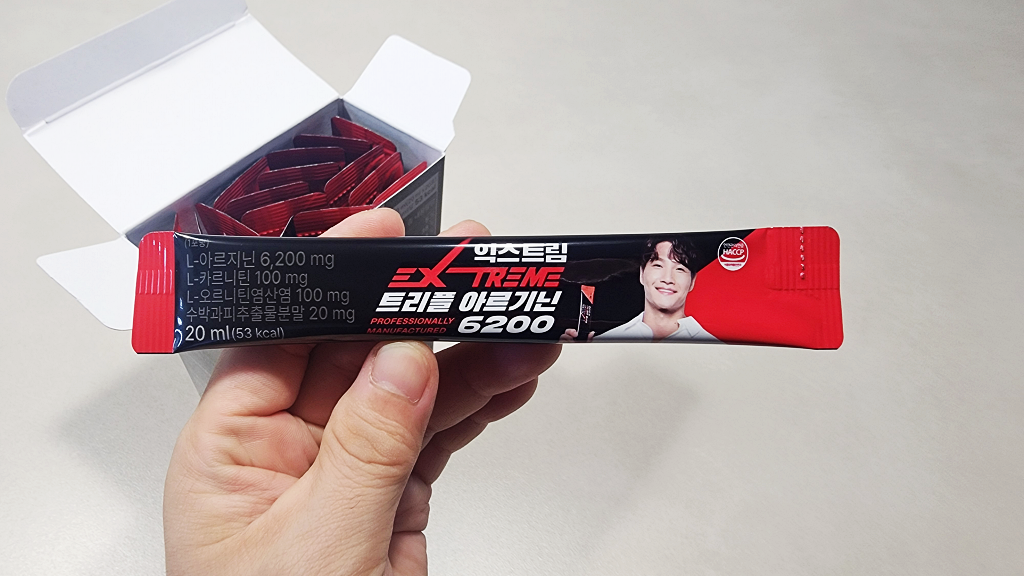 (1포당)
L-아르지닌 6,200 mg
L-카르니틴 100 mg
L-오르니틴염산염 100 mg
수박과피추출물분말 20 mg
20 ml(53 kcal)
익스트림
EXTREME
트리플 아르기닌
PROFESSIONALLY
MANUFACTURED
6200
HACCP